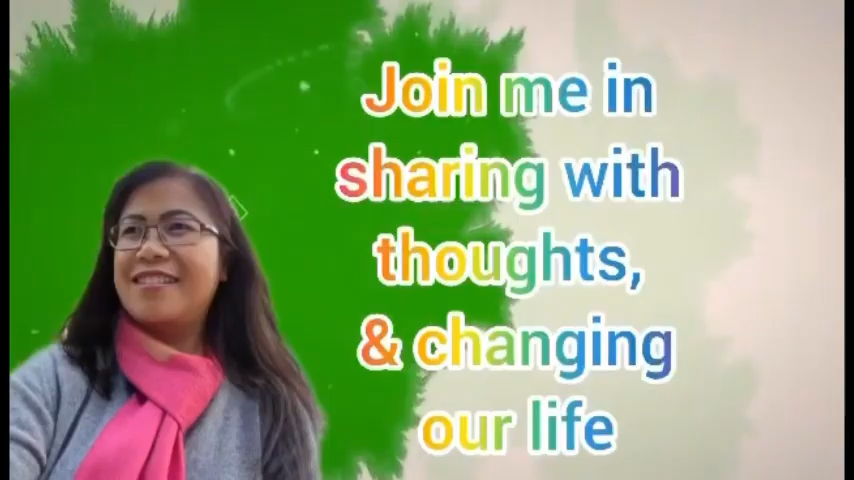 Join me in
sharing with
thoughts,
& changing
our life